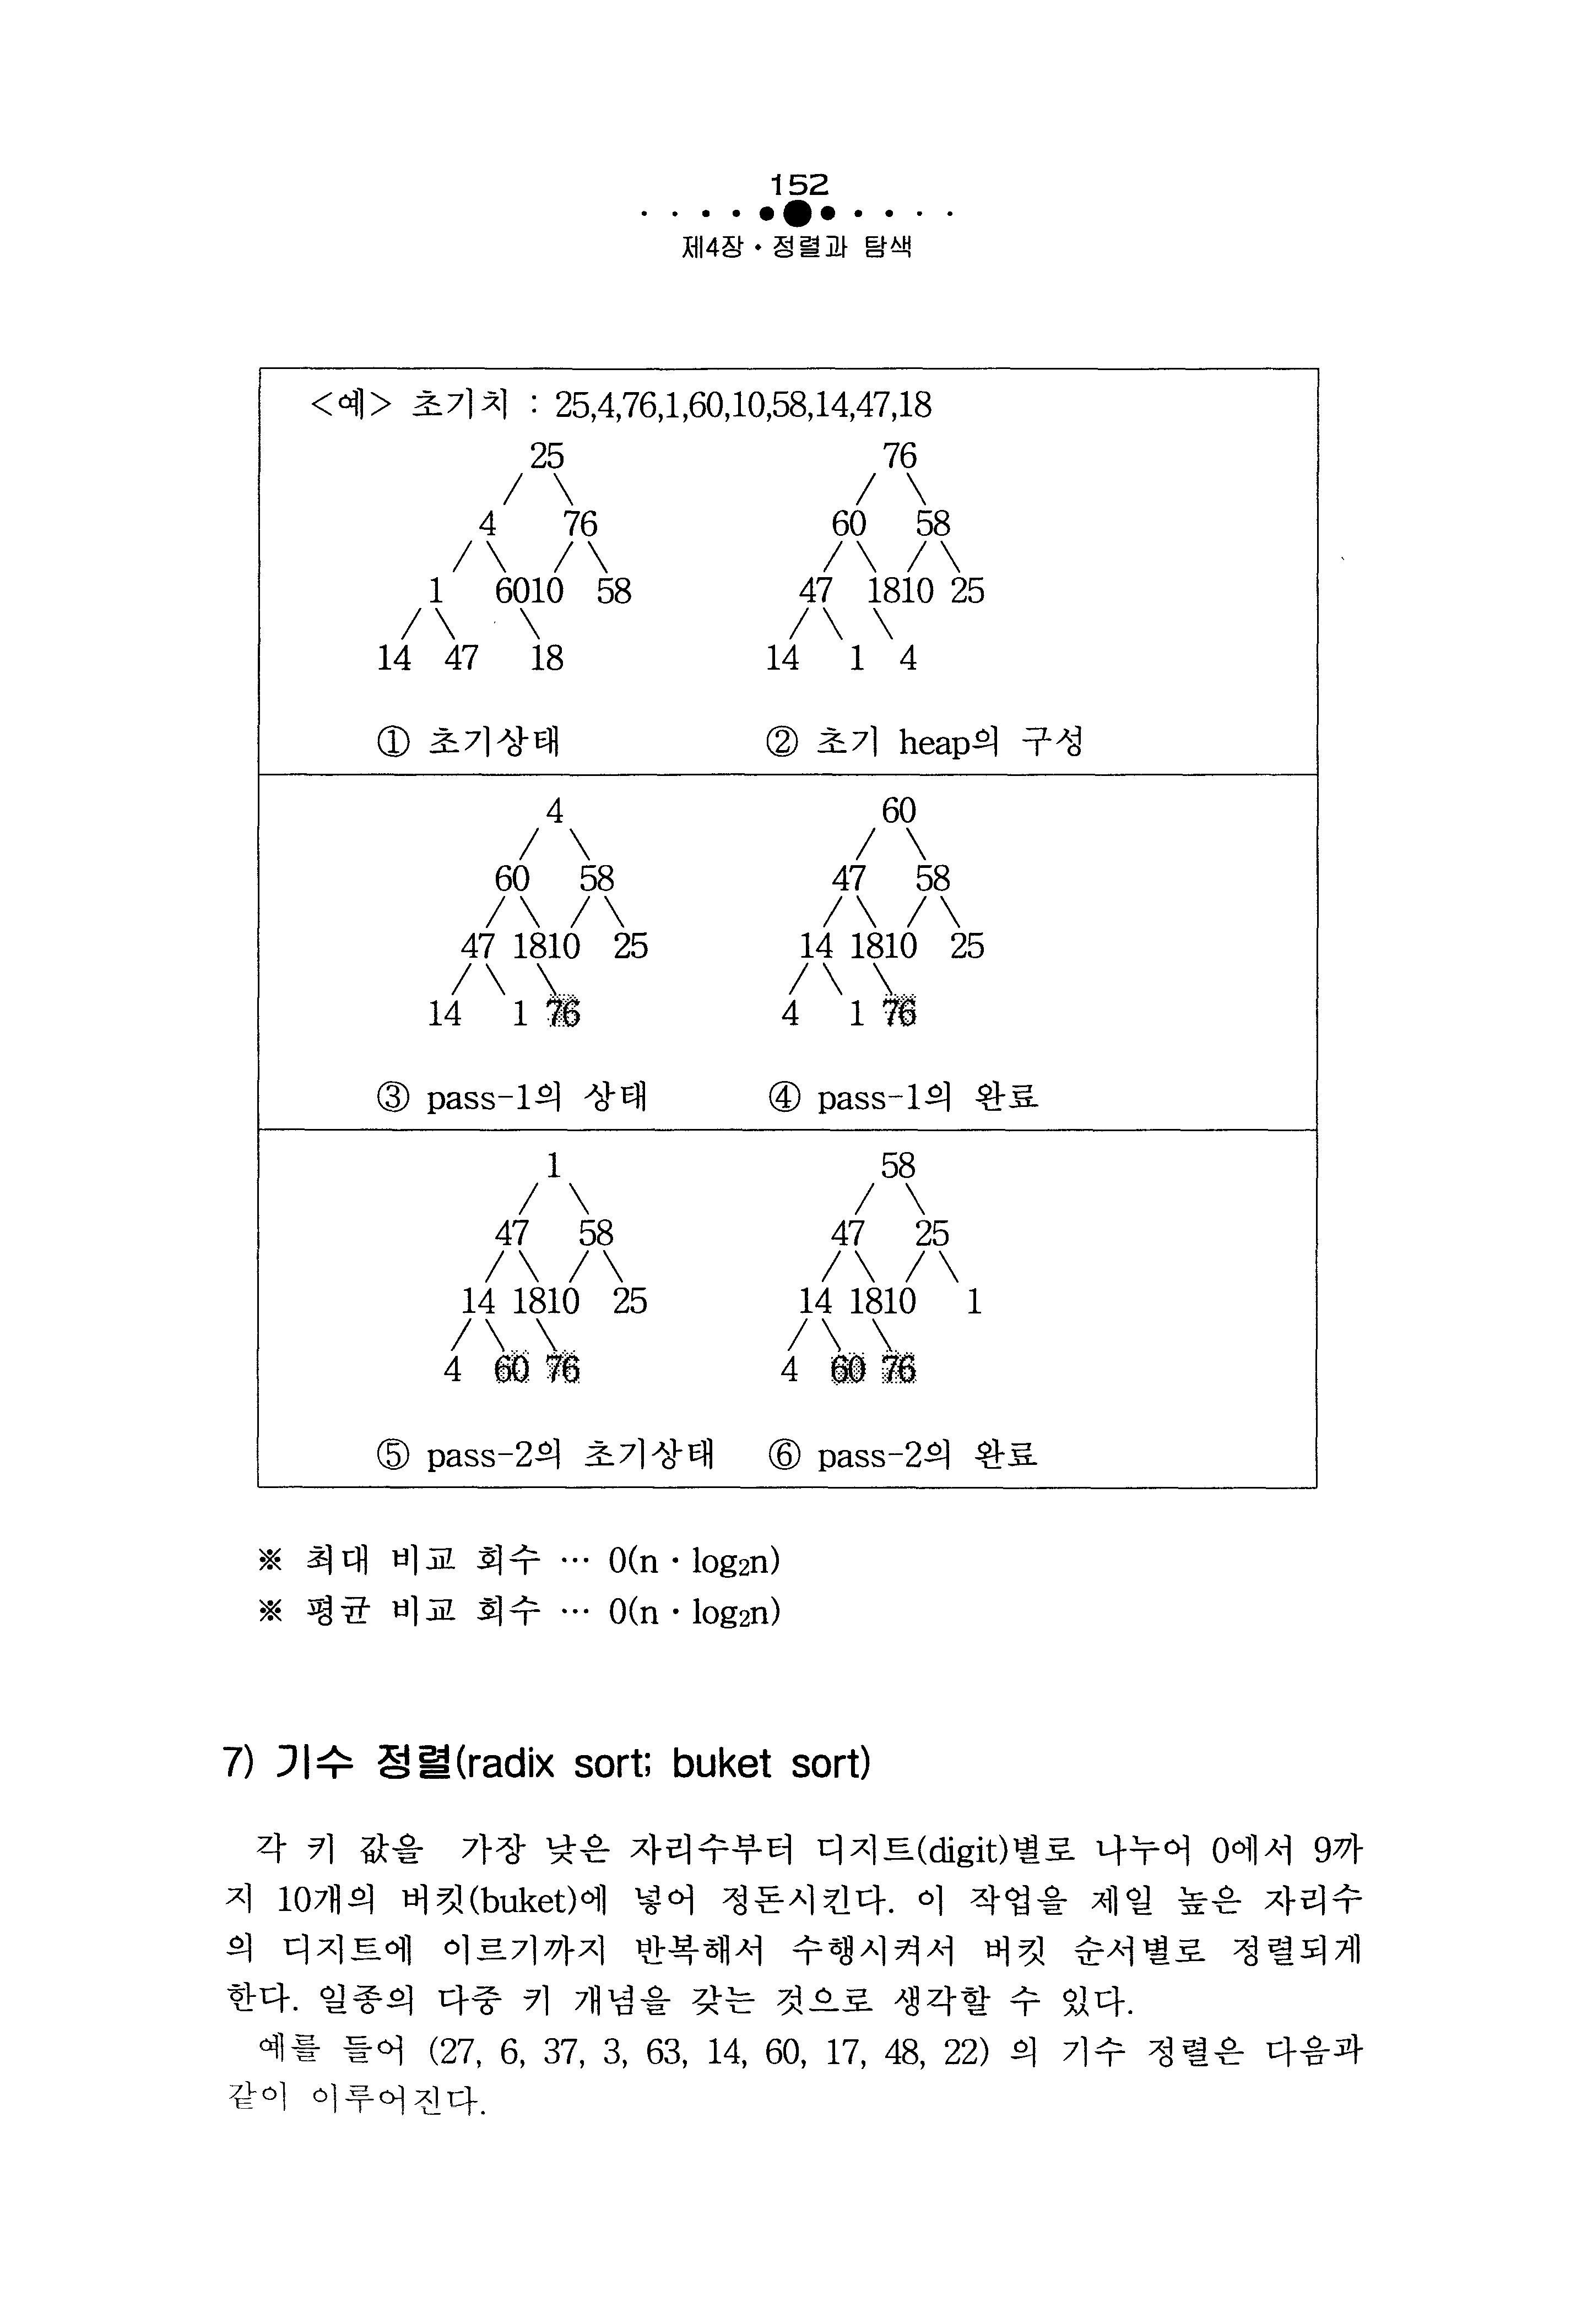 152
제4장·정렬과 탐색
<예> 초기치 : 25,4,76,1,60,10,58,14,47,18
25 76
4 76 60 58
1 6010 58 47 1810 25
14 47 18 14 1 4
① 초기상태 ② 초기 heap의 구성
4 60
60 58 47 58
47 1810 25 14 1810 25
14 1 76 4 1 76
③ pass-1의 상태 ④ pass-1의 완료
1 58
47 58 47 25
14 1810 25 14 1810 1
4 60 76 4 60 76
⑤ pass-2의 초기상태 ⑥ pass-2의 완료
※ 최대 비교 회수 … 0(n·log₂n)
※ 평균 비교 회수 … 0(n·log₂n)
7) 기수 정렬(radix sort; buket sort)
각 키 값을 가장 낮은 자리수부터 디지트(digit)별로 나누어 0에서 9까
지 10개의 버킷(buket)에 넣어 정돈시킨다. 이 작업을 제일 높은 자리수
의 디지트에 이르기까지 반복해서 수행시켜서 버킷 순서별로 정렬되게
한다. 일종의 다중 키 개념을 갖는 것으로 생각할 수 있다.
예를 들어 (27, 6, 37, 3, 63, 14, 60, 17, 48, 22) 의 기수 정렬은 다음과
같이 이루어진다.